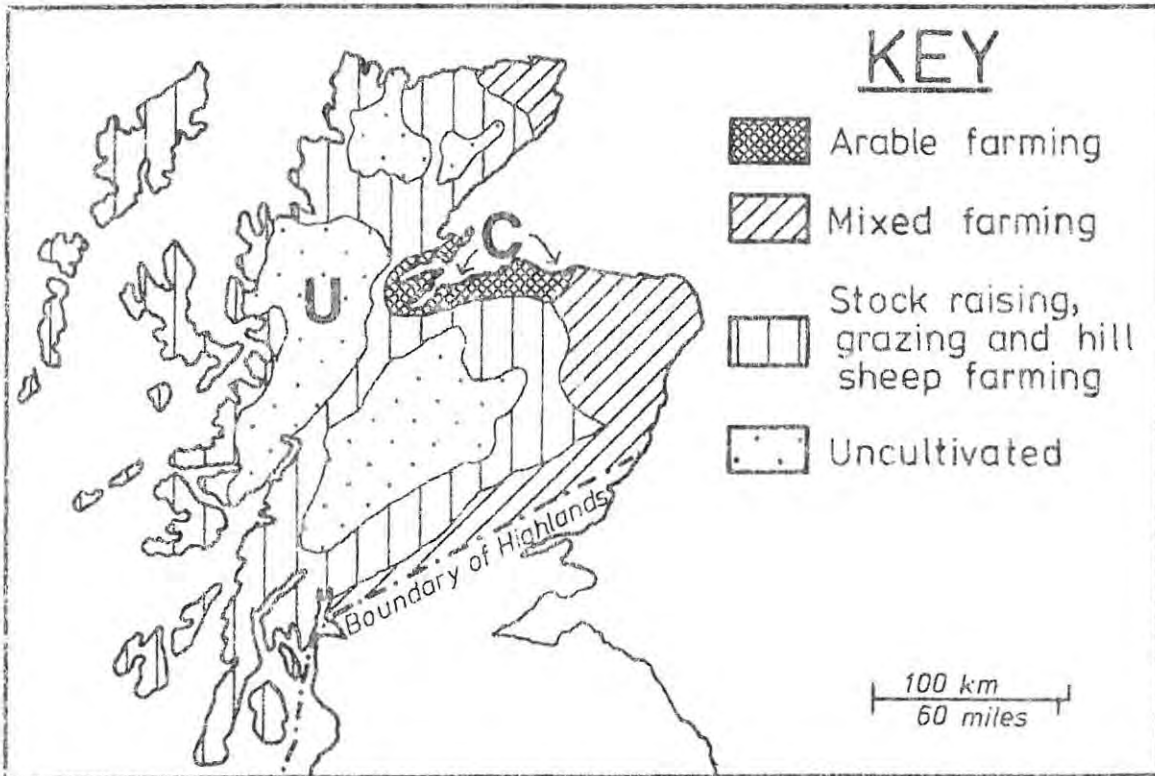 KEY
Arable farming
Mixed farming
Stock raising,
grazing and hill
sheep farming
Uncultivated
C
U
Boundary of Highlands
100 km
60 miles